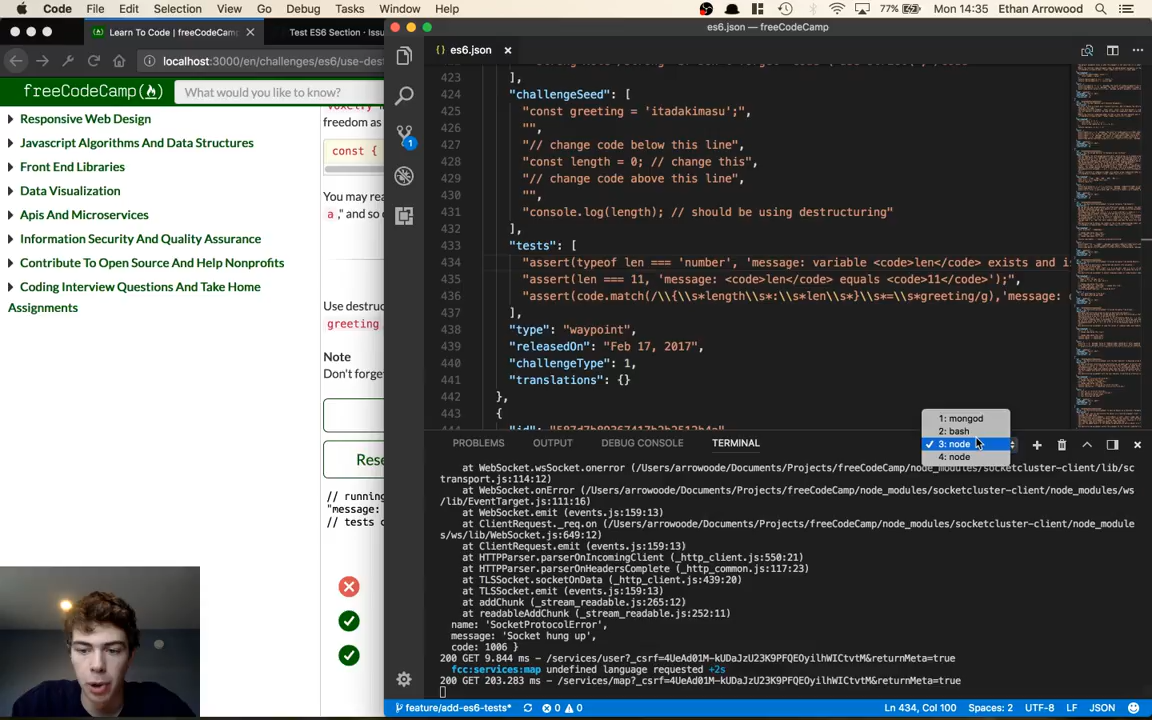 Code File Edit Selection View Go Debug Tasks Window Help 77% Mon 14:35 Ethan Arrowood
Learn To Code | freeCodeCam
Test ES6 Section · Issu
es6.json — freeCodeCamp
localhost:3000/en/challenges/es6/use-des
freeCodeCamp
What would you like to know?
Responsive Web Design
Javascript Algorithms And Data Structures
Front End Libraries
Data Visualization
Apis And Microservices
Information Security And Quality Assurance
Contribute To Open Source And Help Nonprofits
Coding Interview Questions And Take Home
Assignments
freedom as
const {
You may rea
a ," and so o
Use destruc
greeting
Note
Don't forge
Rese
// running
"message:
// tests c
{ } es6.json
423 ],
424 "challengeSeed": [
425 "const greeting = 'itadakimasu';",
426 "",
427 "// change code below this line",
428 "const length = 0; // change this",
429 "// change code above this line",
430 "",
431 "console.log(length); // should be using destructuring"
432 ],
433 "tests": [
434 "assert(typeof len === 'number', 'message: variable <code>len</code> exists and is
435 "assert(len === 11, 'message: <code>len</code> equals <code>11</code>');",
436 "assert(code.match(/\\{\\s*length\\s*:\\s*len\\s*}\\s*=\\s*greeting/g),'message: <
437 ],
438 "type": "waypoint",
439 "releasedOn": "Feb 17, 2017",
440 "challengeType": 1,
441 "translations": {}
442 },
443 {
1: mongod
2: bash
3: node
4: node
PROBLEMS OUTPUT DEBUG CONSOLE TERMINAL
at WebSocket.wsSocket.onerror (/Users/arrowoode/Documents/Projects/freeCodeCamp/node_modules/socketcluster-client/lib/sc
transport.js:114:12)
at WebSocket.onError (/Users/arrowoode/Documents/Projects/freeCodeCamp/node_modules/socketcluster-client/node_modules/ws
/lib/EventTarget.js:111:16)
at WebSocket.emit (events.js:159:13)
at ClientRequest._req.on (/Users/arrowoode/Documents/Projects/freeCodeCamp/node_modules/socketcluster-client/node_module
s/ws/lib/WebSocket.js:649:12)
at ClientRequest.emit (events.js:159:13)
at HTTPParser.parserOnIncomingClient (_http_client.js:550:21)
at HTTPParser.parserOnHeadersComplete (_http_common.js:117:23)
at TLSSocket.socketOnData (_http_client.js:439:20)
at TLSSocket.emit (events.js:159:13)
at addChunk (_stream_readable.js:265:12)
at readableAddChunk (_stream_readable.js:252:11)
name: 'SocketProtocolError',
message: 'Socket hung up',
code: 1006 }
200 GET 9.844 ms - /services/user?_csrf=4UeAd01M-kUDaJzU23K9PFQEOyilhWICtvtM&returnMeta=true
fcc:services:map undefined language requested +2s
200 GET 203.283 ms - /services/map?_csrf=4UeAd01M-kUDaJzU23K9PFQEOyilhWICtvtM&returnMeta=true
feature/add-es6-tests* 0 0 Ln 434, Col 100 Spaces: 2 UTF-8 LF JSON